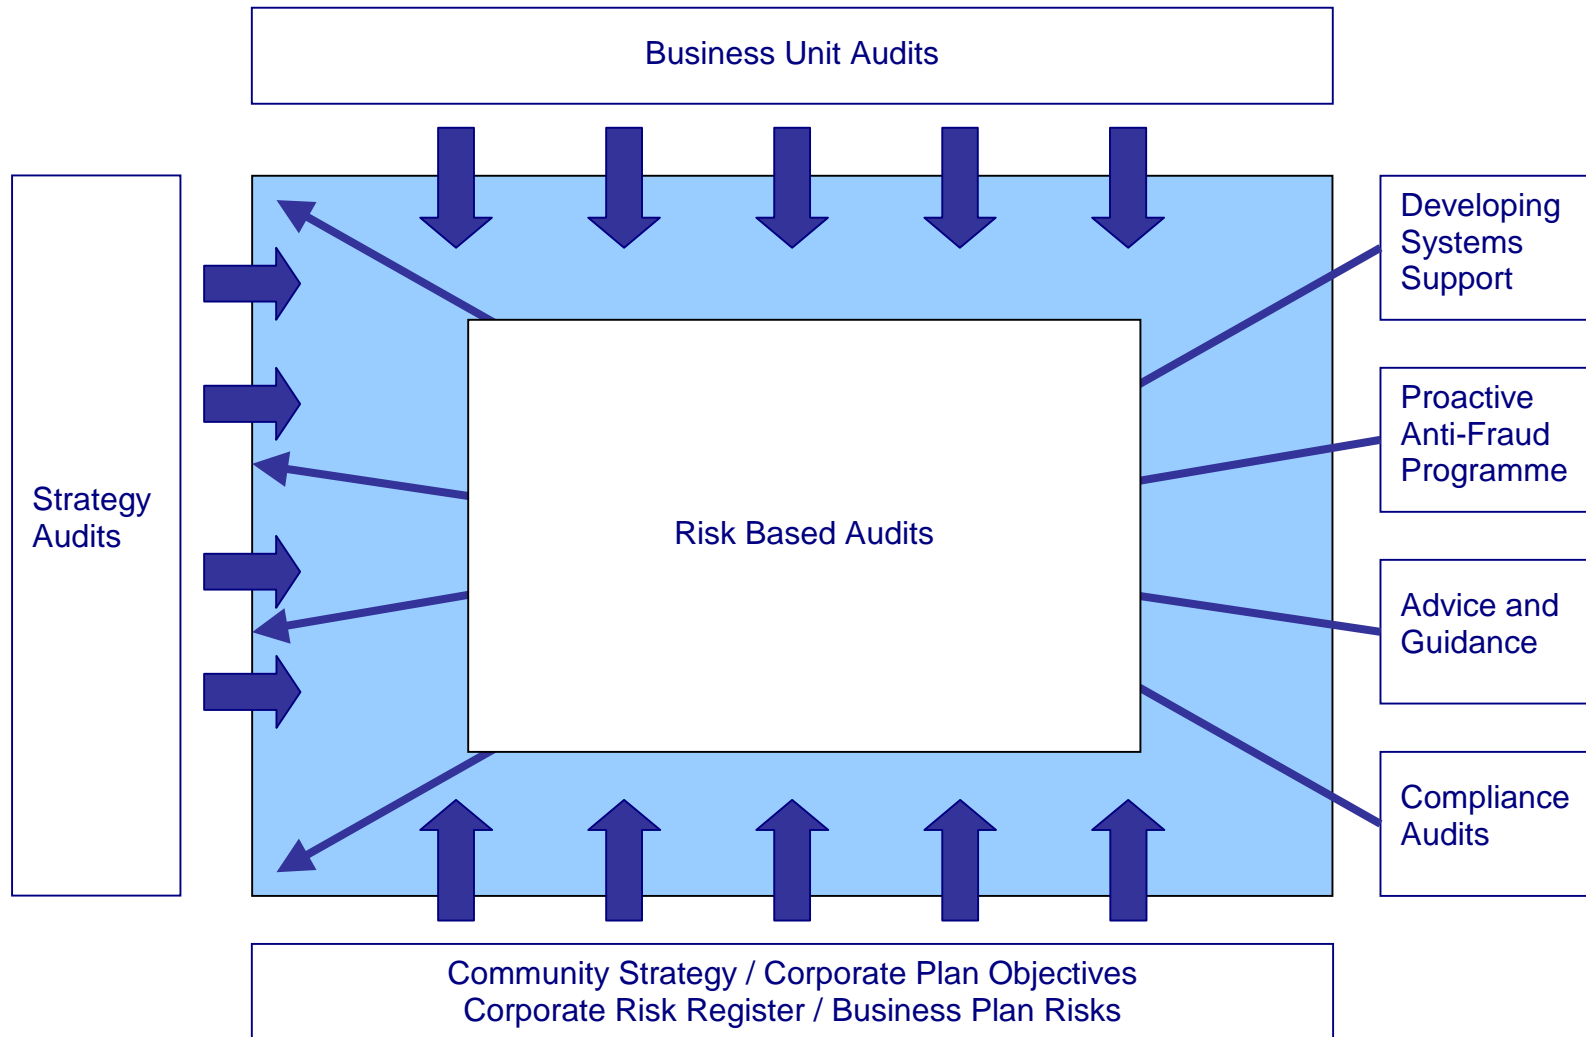 Business Unit Audits
Strategy
Audits
Risk Based Audits
Developing
Systems
Support
Proactive
Anti-Fraud
Programme
Advice and
Guidance
Compliance
Audits
Community Strategy / Corporate Plan Objectives
Corporate Risk Register / Business Plan Risks